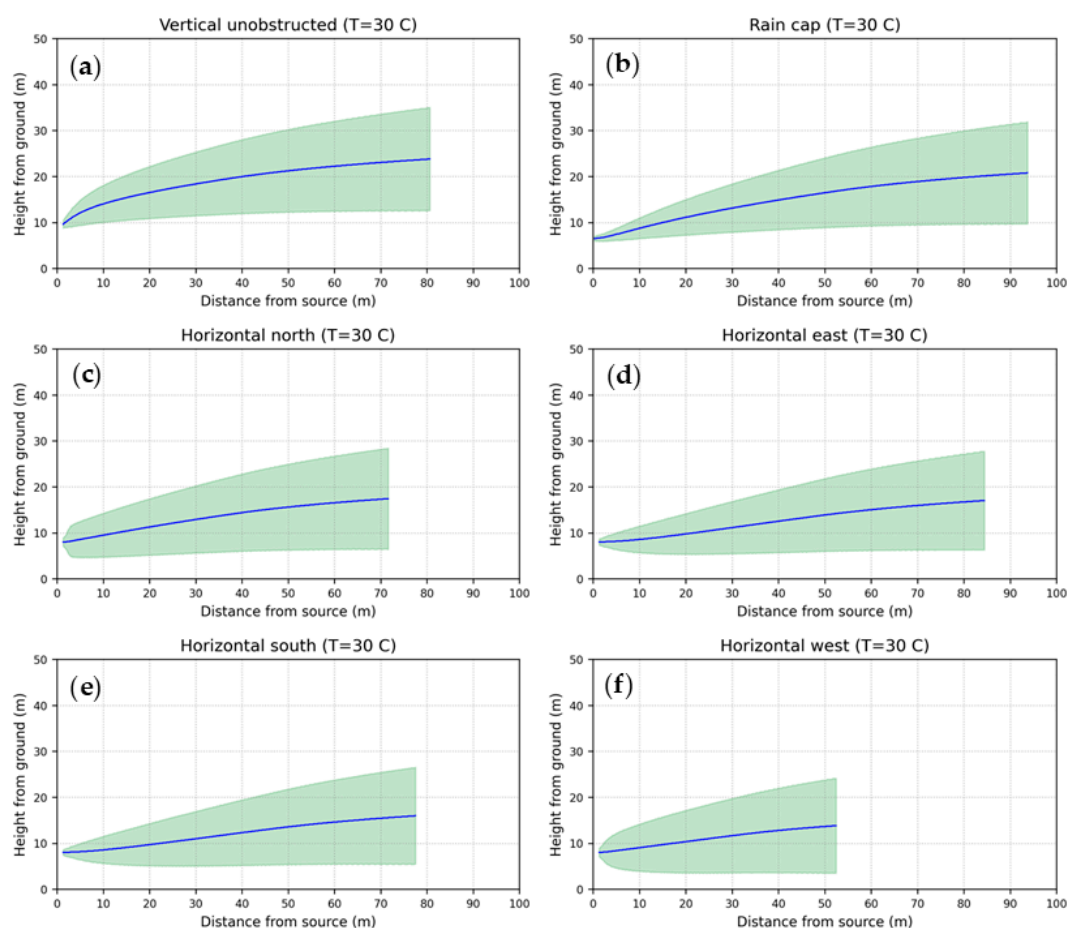 Vertical unobstructed (T=30 C)
(a)
50
40
30
20
10
0
Height from ground (m)
0 10 20 30 40 50 60 70 80 90 100
Distance from source (m)
Rain cap (T=30 C)
(b)
50
40
30
20
10
0
Height from ground (m)
0 10 20 30 40 50 60 70 80 90 100
Distance from source (m)
Horizontal north (T=30 C)
(c)
50
40
30
20
10
0
Height from ground (m)
0 10 20 30 40 50 60 70 80 90 100
Distance from source (m)
Horizontal east (T=30 C)
(d)
50
40
30
20
10
0
Height from ground (m)
0 10 20 30 40 50 60 70 80 90 100
Distance from source (m)
Horizontal south (T=30 C)
(e)
50
40
30
20
10
0
Height from ground (m)
0 10 20 30 40 50 60 70 80 90 100
Distance from source (m)
Horizontal west (T=30 C)
(f)
50
40
30
20
10
0
Height from ground (m)
0 10 20 30 40 50 60 70 80 90 100
Distance from source (m)